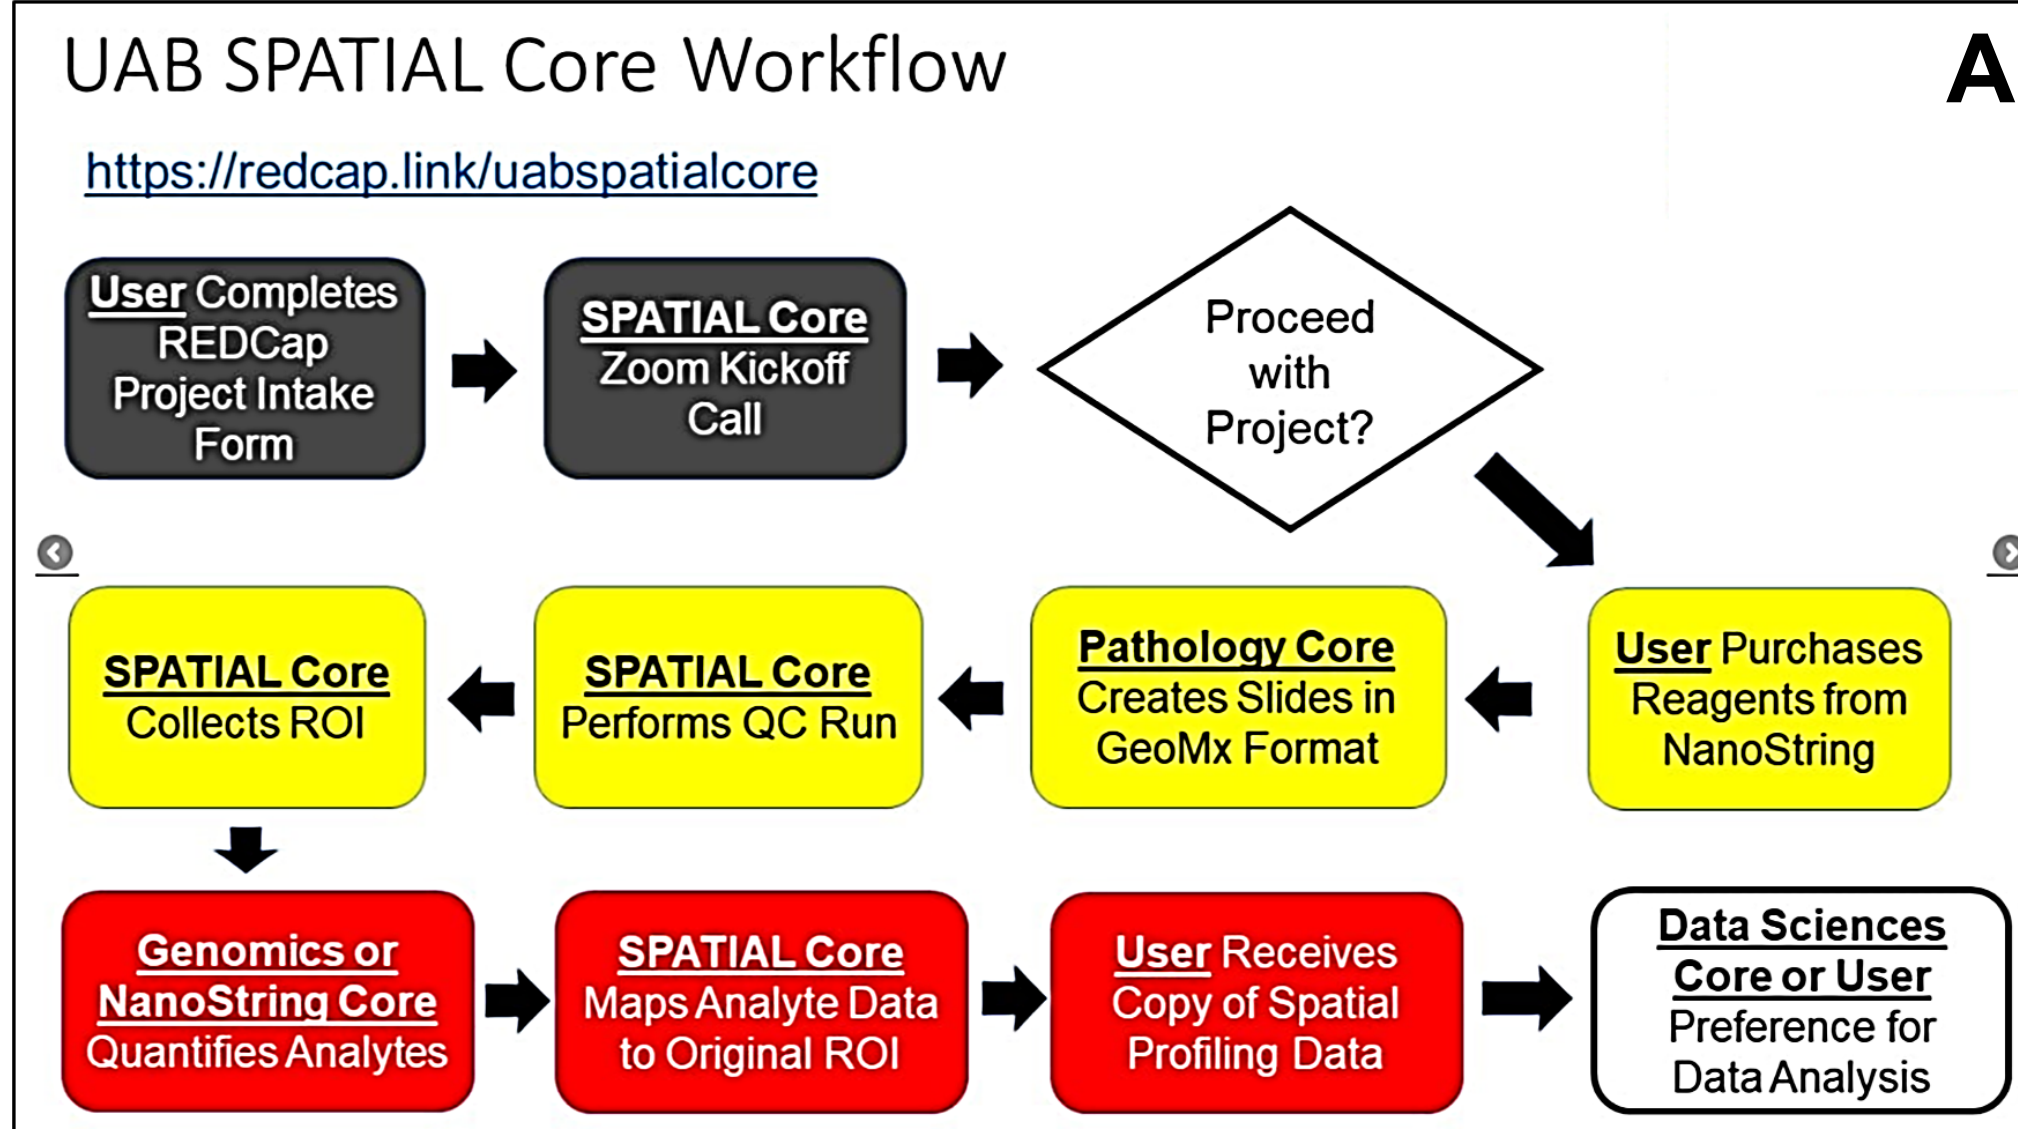 UAB SPATIAL Core Workflow
A
https://redcap.link/uabspatialcore
User Completes
REDCap
Project Intake
Form
SPATIAL Core
Zoom Kickoff
Call
Proceed
with
Project?
User Purchases
Reagents from
NanoString
Pathology Core
Creates Slides in
GeoMx Format
SPATIAL Core
Performs QC Run
SPATIAL Core
Collects ROI
Genomics or
NanoString Core
Quantifies Analytes
SPATIAL Core
Maps Analyte Data
to Original ROI
User Receives
Copy of Spatial
Profiling Data
Data Sciences
Core or User
Preference for
Data Analysis